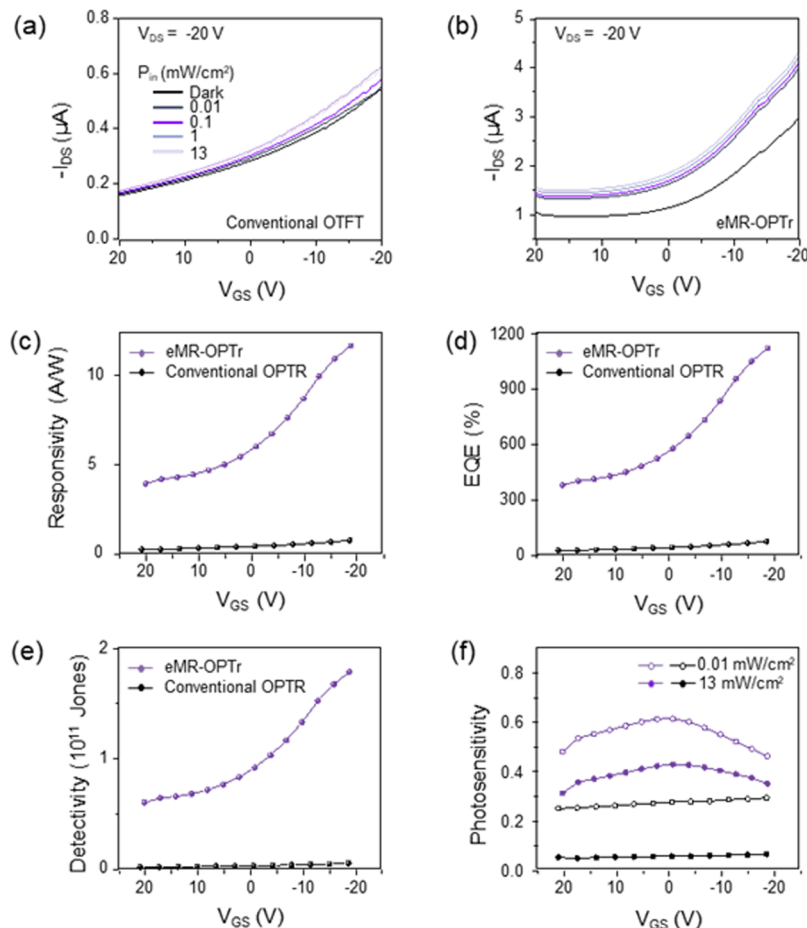 (a)
V_DS = -20 V
P_in (mW/cm²)
Dark
0.01
0.1
1
13
Conventional OTFT
-I_DS (µA)
0.8
0.6
0.4
0.2
0.0
20 10 0 -10 -20
V_GS (V)
(b)
V_DS = -20 V
eMR-OPTr
-I_DS (µA)
5
4
3
2
1
20 10 0 -10 -20
V_GS (V)
(c)
eMR-OPTr
Conventional OPTR
Responsivity (A/W)
10
5
0
20 10 0 -10 -20
V_GS (V)
(d)
eMR-OPTr
Conventional OPTR
EQE (%)
1200
900
600
300
0
20 10 0 -10 -20
V_GS (V)
(e)
eMR-OPTr
Conventional OPTR
Detectivity (10¹¹ Jones)
2
1
0
20 10 0 -10 -20
V_GS (V)
(f)
0.01 mW/cm²
13 mW/cm²
Photosensitivity
0.8
0.6
0.4
0.2
0.0
20 10 0 -10 -20
V_GS (V)